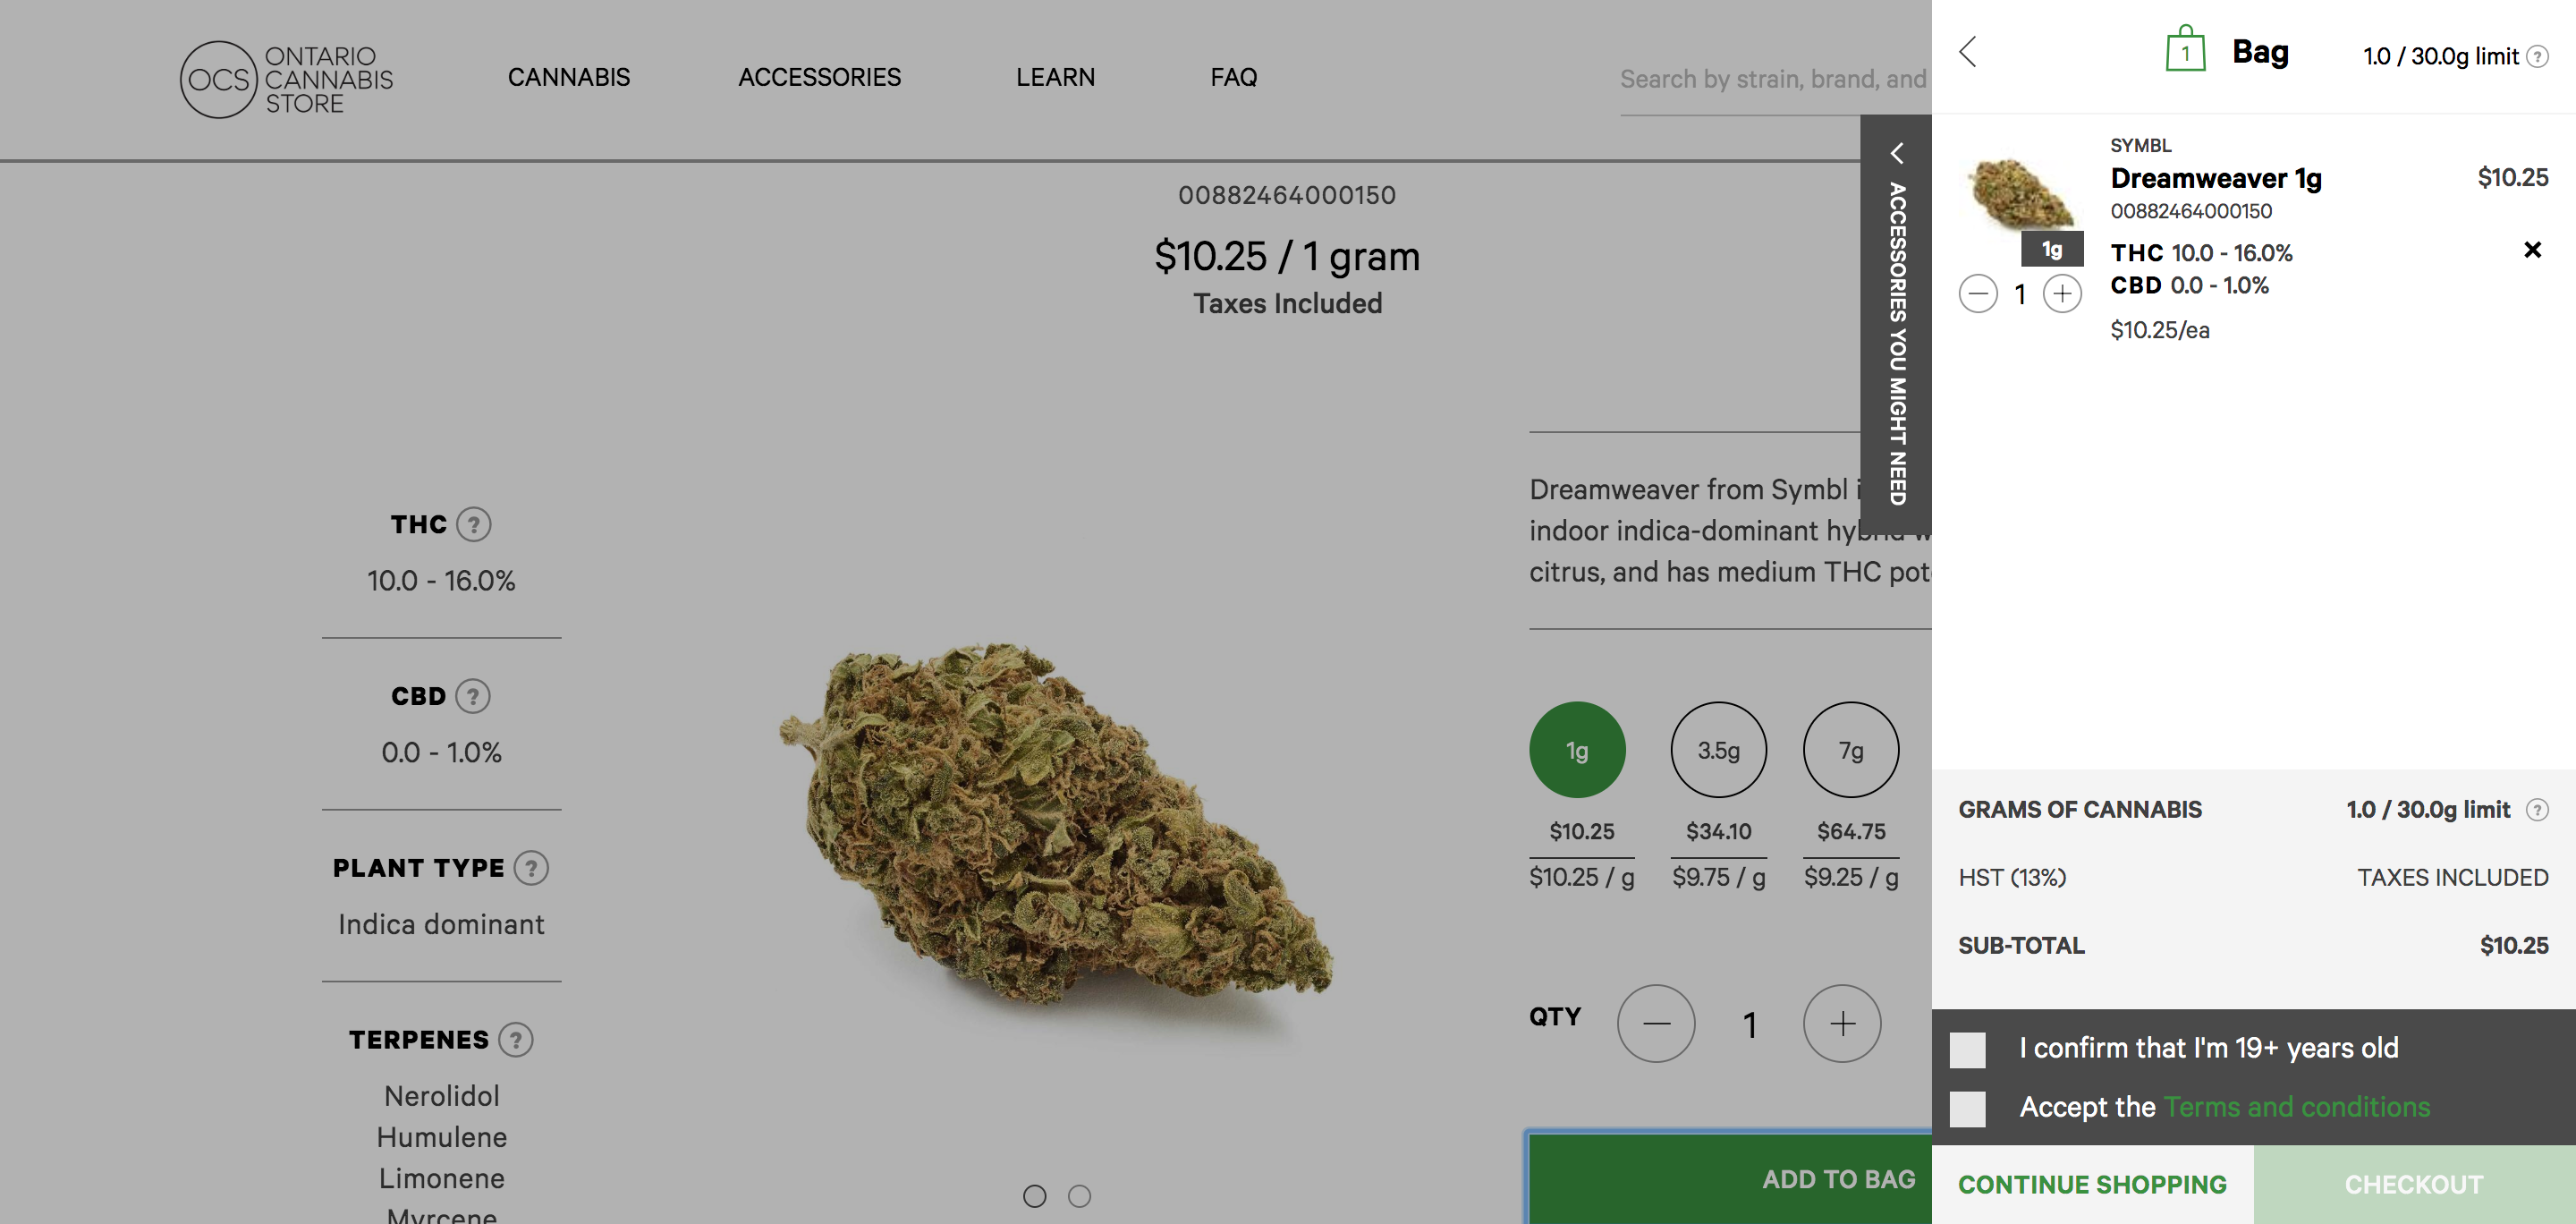 OCS
ONTARIO
CANNABIS
STORE
CANNABIS
ACCESSORIES
LEARN
FAQ
Search by strain, brand, and
00882464000150
$10.25 / 1 gram
Taxes Included
THC ?
10.0 - 16.0%
CBD ?
0.0 - 1.0%
PLANT TYPE ?
Indica dominant
TERPENES ?
Nerolidol
Humulene
Limonene
Myrcene
Dreamweaver from Symbl
indoor indica-dominant hybrid
citrus, and has medium THC
1g
3.5g
7g
$10.25
$34.10
$64.75
$10.25 / g
$9.75 / g
$9.25 / g
QTY
1
ADD TO BAG
ACCESSORIES YOU MIGHT NEED
1
Bag
1.0 / 30.0g limit ?
SYMBL
Dreamweaver 1g
$10.25
00882464000150
1g
THC 10.0 - 16.0%
CBD 0.0 - 1.0%
1
$10.25/ea
GRAMS OF CANNABIS
1.0 / 30.0g limit ?
HST (13%)
TAXES INCLUDED
SUB-TOTAL
$10.25
I confirm that I'm 19+ years old
Accept the Terms and conditions
CONTINUE SHOPPING
CHECKOUT